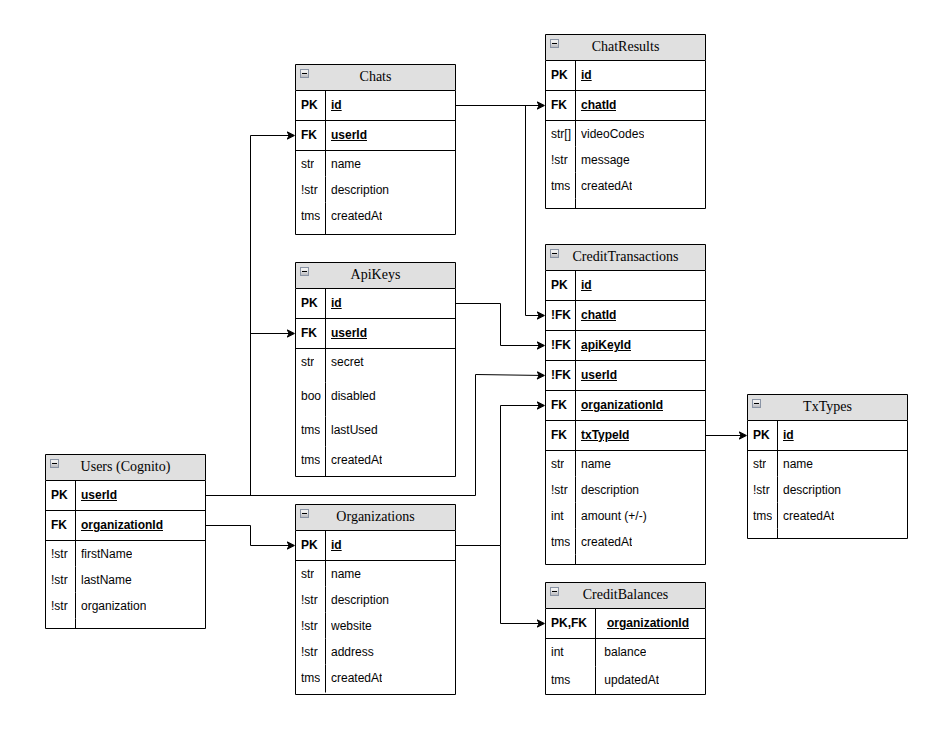 Chats
PK id
FK userId
str name
!str description
tms createdAt
ChatResults
PK id
FK chatId
str[] videoCodes
!str message
tms createdAt
ApiKeys
PK id
FK userId
str secret
boo disabled
tms lastUsed
tms createdAt
CreditTransactions
PK id
!FK chatId
!FK apiKeyId
!FK userId
FK organizationId
FK txTypeId
str name
!str description
int amount (+/-)
tms createdAt
TxTypes
PK id
str name
!str description
tms createdAt
Users (Cognito)
PK userId
FK organizationId
!str firstName
!str lastName
!str organization
Organizations
PK id
str name
!str description
!str website
!str address
tms createdAt
CreditBalances
PK,FK organizationId
int balance
tms updatedAt